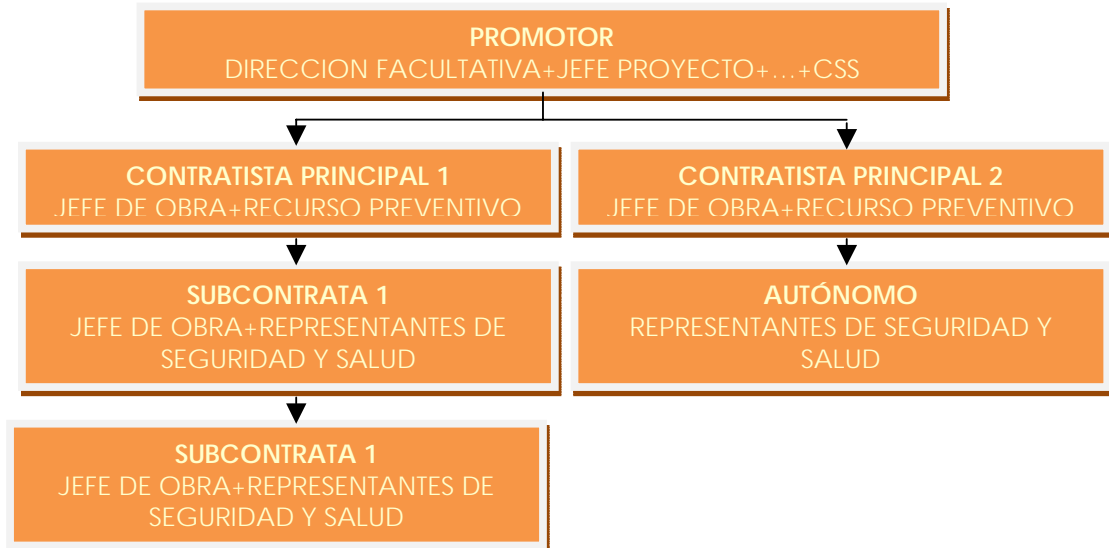 PROMOTOR
DIRECCION FACULTATIVA+JEFE PROYECTO+...+CSS
CONTRATISTA PRINCIPAL 1
JEFE DE OBRA+RECURSO PREVENTIVO
CONTRATISTA PRINCIPAL 2
JEFE DE OBRA+RECURSO PREVENTIVO
SUBCONTRATA 1
JEFE DE OBRA+REPRESENTANTES DE
SEGURIDAD Y SALUD
AUTÓNOMO
REPRESENTANTES DE SEGURIDAD Y
SALUD
SUBCONTRATA 1
JEFE DE OBRA+REPRESENTANTES DE
SEGURIDAD Y SALUD